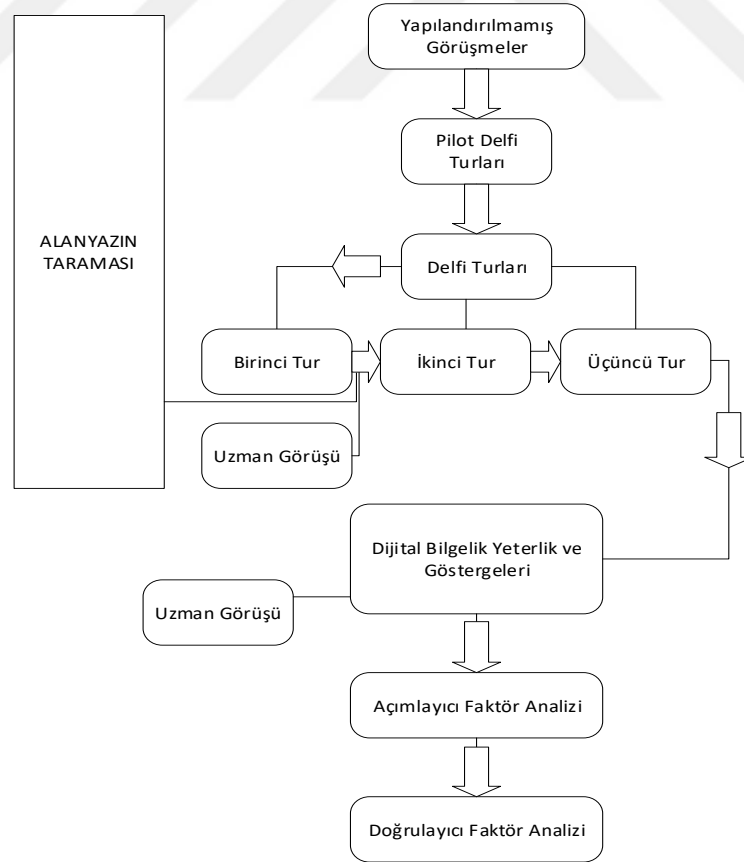 Yapılandırılmamış
Görüşmeler
Pilot Delfi
Turları
ALANYAZIN
TARAMASI
Delfi Turları
Birinci Tur
İkinci Tur
Üçüncü Tur
Uzman Görüşü
Dijital Bilgelik Yeterlik ve
Göstergeleri
Uzman Görüşü
Açımlayıcı Faktör Analizi
Doğrulayıcı Faktör Analizi